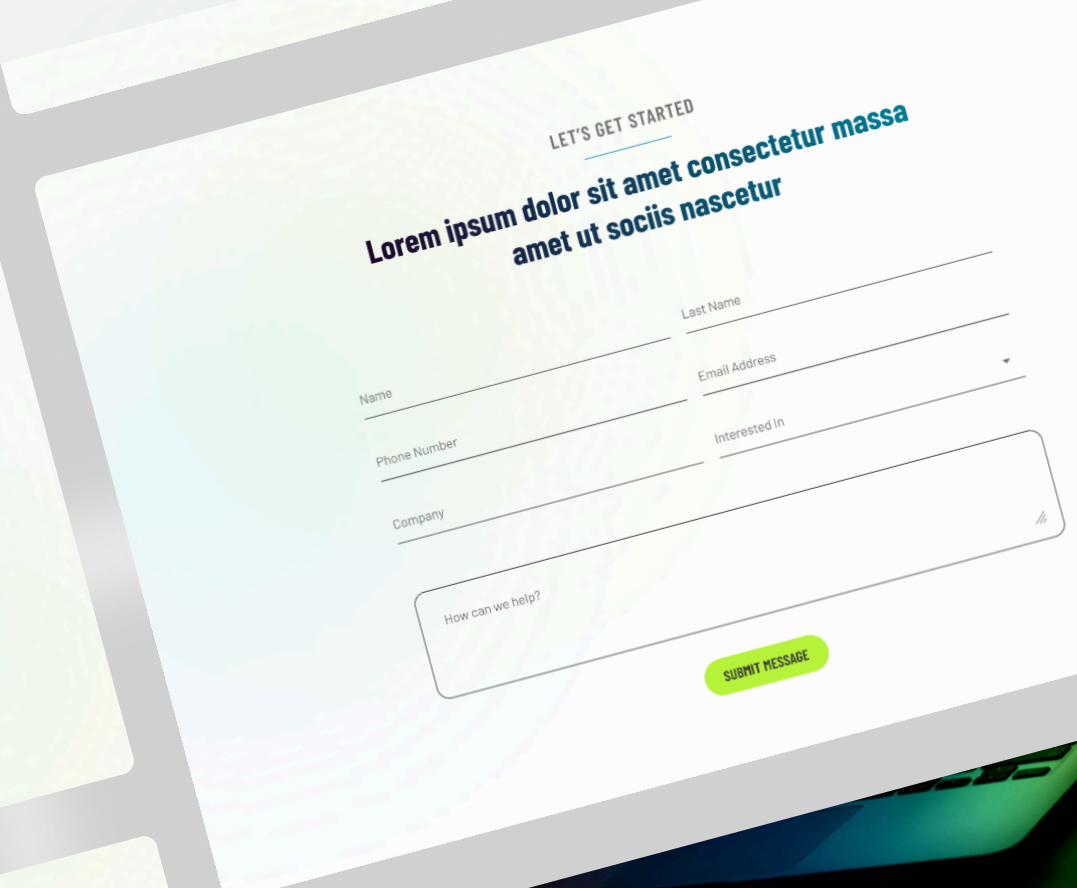 LET'S GET STARTED
Lorem ipsum dolor sit amet consectetur massa
amet ut sociis nascetur
Name
Last Name
Phone Number
Email Address
Company
Interested In
How can we help?
SUBMIT MESSAGE